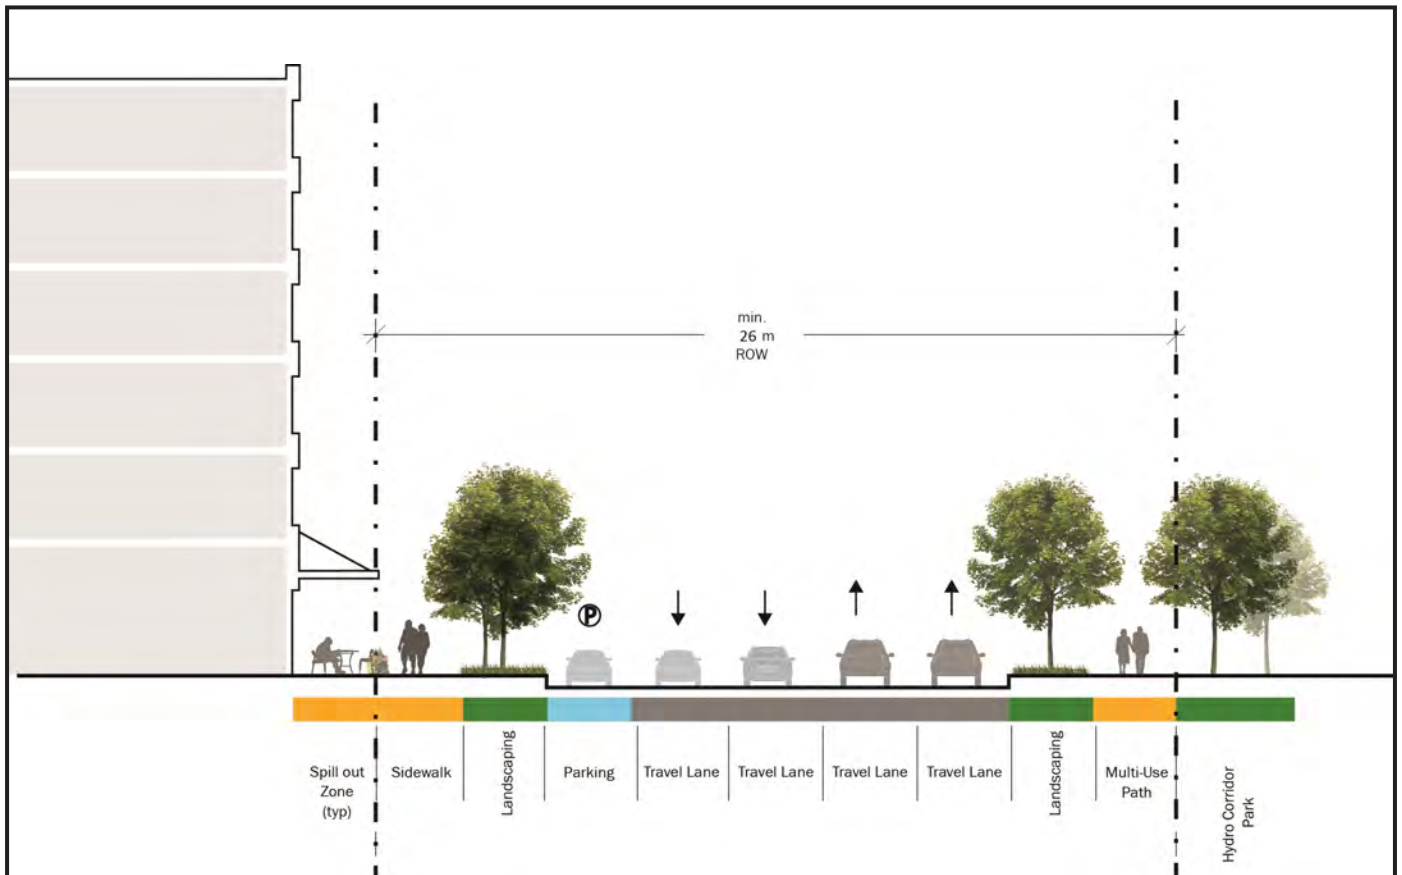 min.
26 m
ROW
P
Spill out
Zone
(typ)
Sidewalk
Landscaping
Parking
Travel Lane
Travel Lane
Travel Lane
Travel Lane
Landscaping
Multi-Use
Path
Hydro Corridor
Park